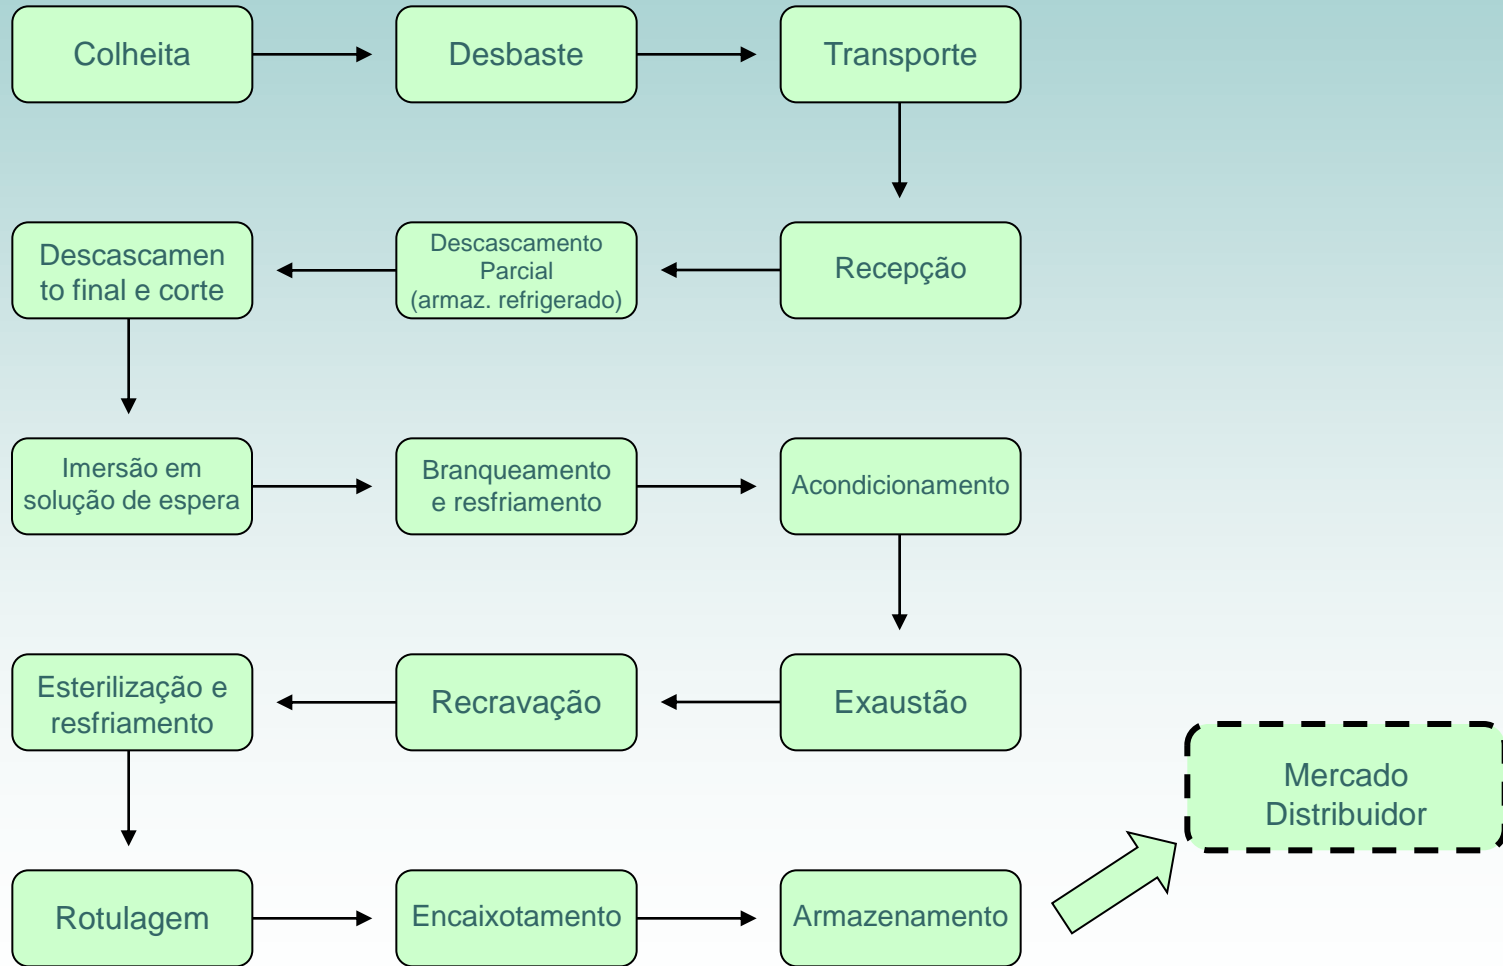 Colheita
Desbaste
Transporte
Descascamen
to final e corte
Descascamento
Parcial
(armaz. refrigerado)
Recepção
Imersão em
solução de espera
Branqueamento
e resfriamento
Acondicionamento
Esterilização e
resfriamento
Recravação
Exaustão
Mercado
Distribuidor
Rotulagem
Encaixotamento
Armazenamento